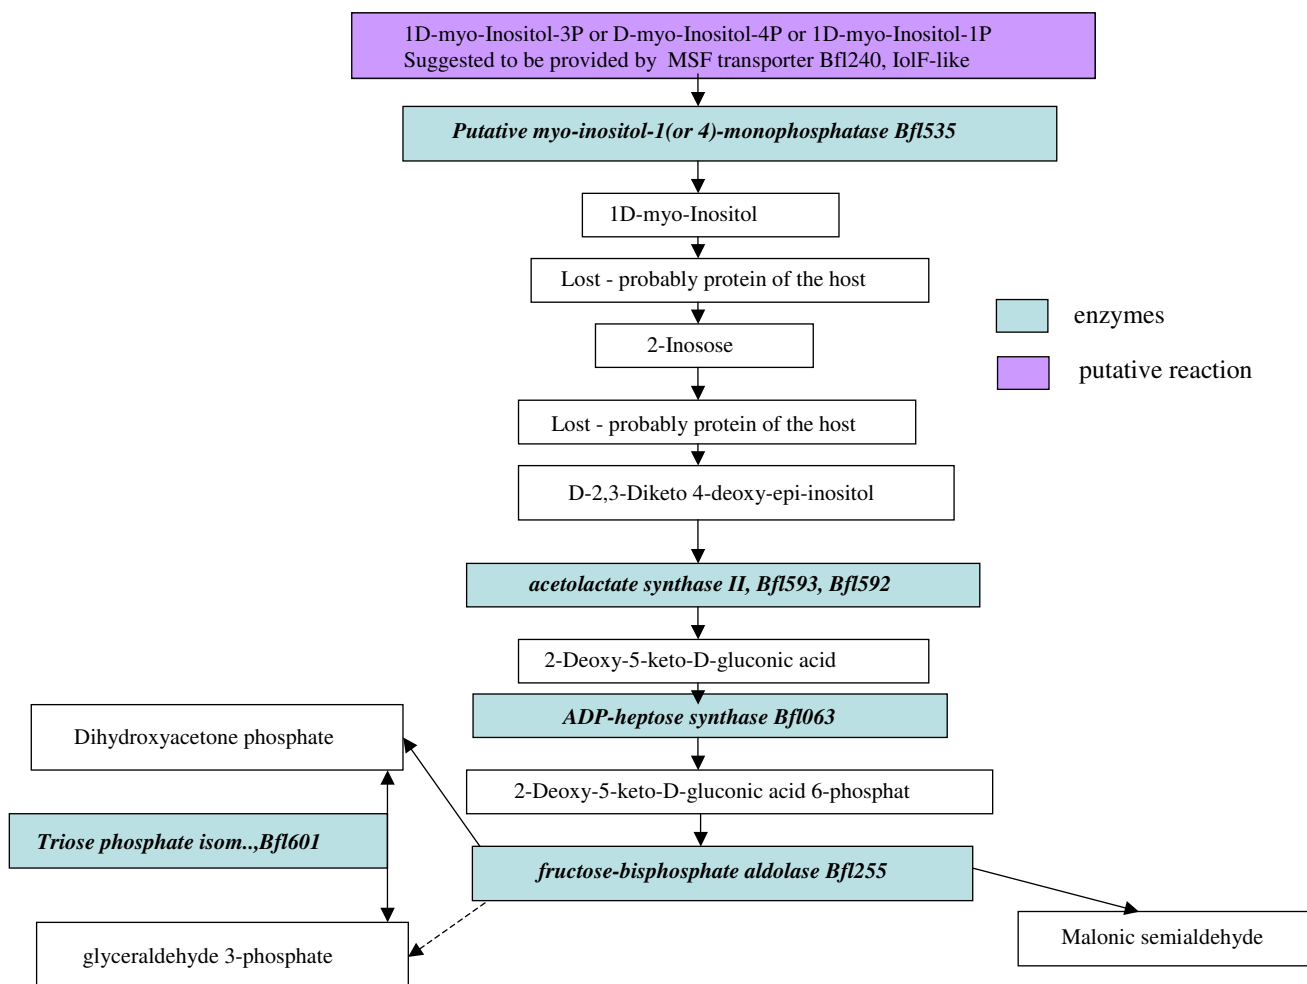 1D-myo-Inositol-3P or D-myo-Inositol-4P or 1D-myo-Inositol-1P
Suggested to be provided by MSF transporter Bfl240, IolF-like
Putative myo-inositol-1(or 4)-monophosphatase Bfl535
1D-myo-Inositol
Lost - probably protein of the host
enzymes
2-Inosose
putative reaction
Lost - probably protein of the host
D-2,3-Diketo 4-deoxy-epi-inositol
acetolactate synthase II, Bfl593, Bfl592
2-Deoxy-5-keto-D-gluconic acid
ADP-heptose synthase Bfl063
Dihydroxyacetone phosphate
2-Deoxy-5-keto-D-gluconic acid 6-phosphat
Triose phosphate isom..,Bfl601
fructose-bisphosphate aldolase Bfl255
Malonic semialdehyde
glyceraldehyde 3-phosphate